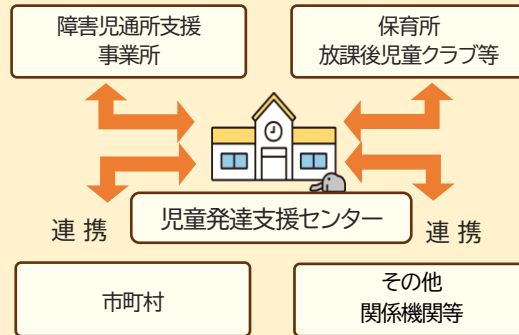 障害児通所支援
事業所
保育所
放課後児童クラブ等
児童発達支援センター
連携
連携
市町村
その他
関係機関等